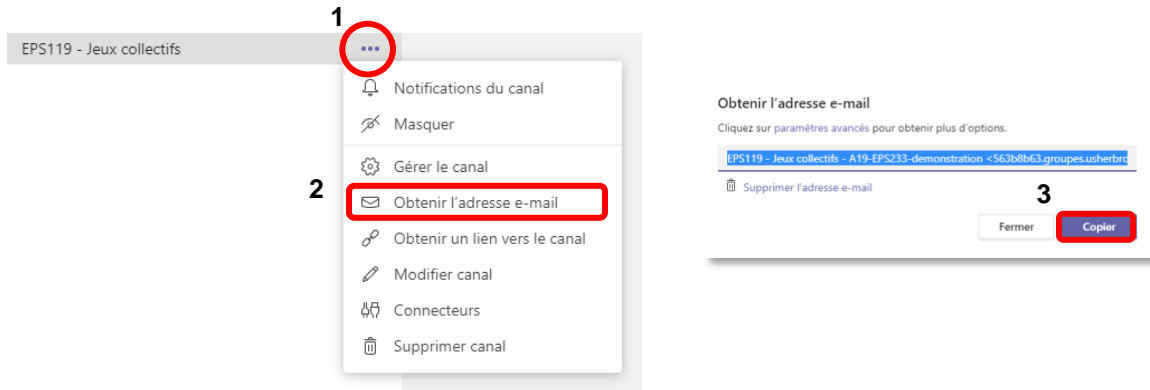 1
EPS119 - Jeux collectifs
Notifications du canal
Masquer
Gérer le canal
2
Obtenir l'adresse e-mail
Obtenir un lien vers le canal
Modifier canal
Connecteurs
Supprimer canal
Obtenir l'adresse e-mail
Cliquez sur paramètres avancés pour obtenir plus d'options.
EPS119 - Jeux collectifs - A19-EPS233-demonstration <563b8b63.groupes.usherbro
Supprimer l'adresse e-mail
3
Fermer
Copier